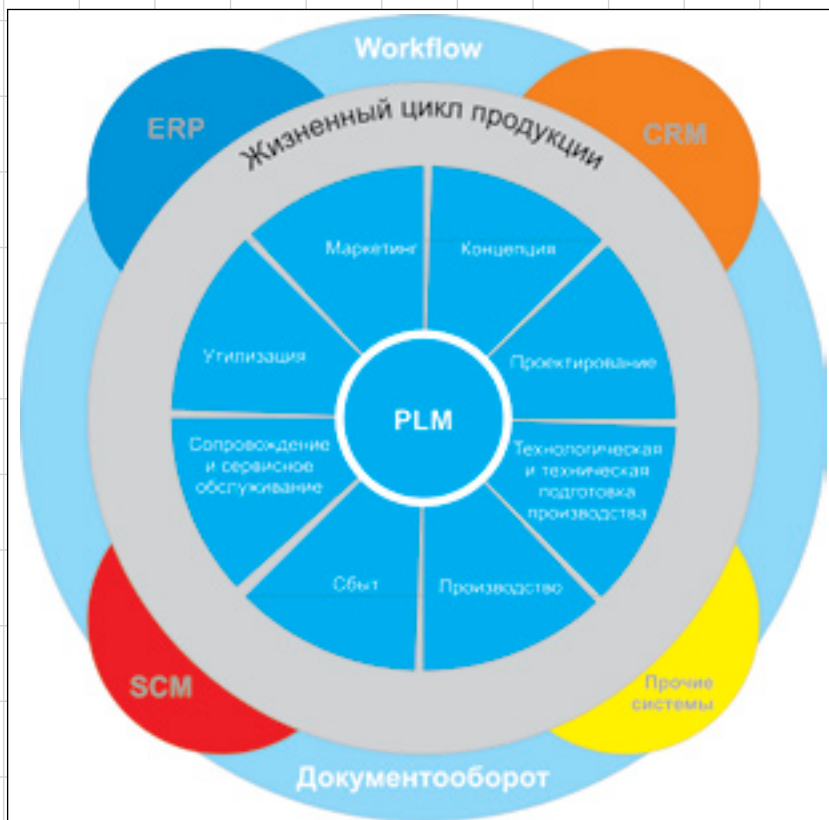 Workflow
ERP
CRM
Жизненный цикл продукции
Маркетинг
Концепция
Утилизация
Проектирование
PLM
Сопровождение
и сервисное
обслуживание
Технологическая
и техническая
подготовка
производства
Сбыт
Производство
SCM
Прочие
системы
Документооборот